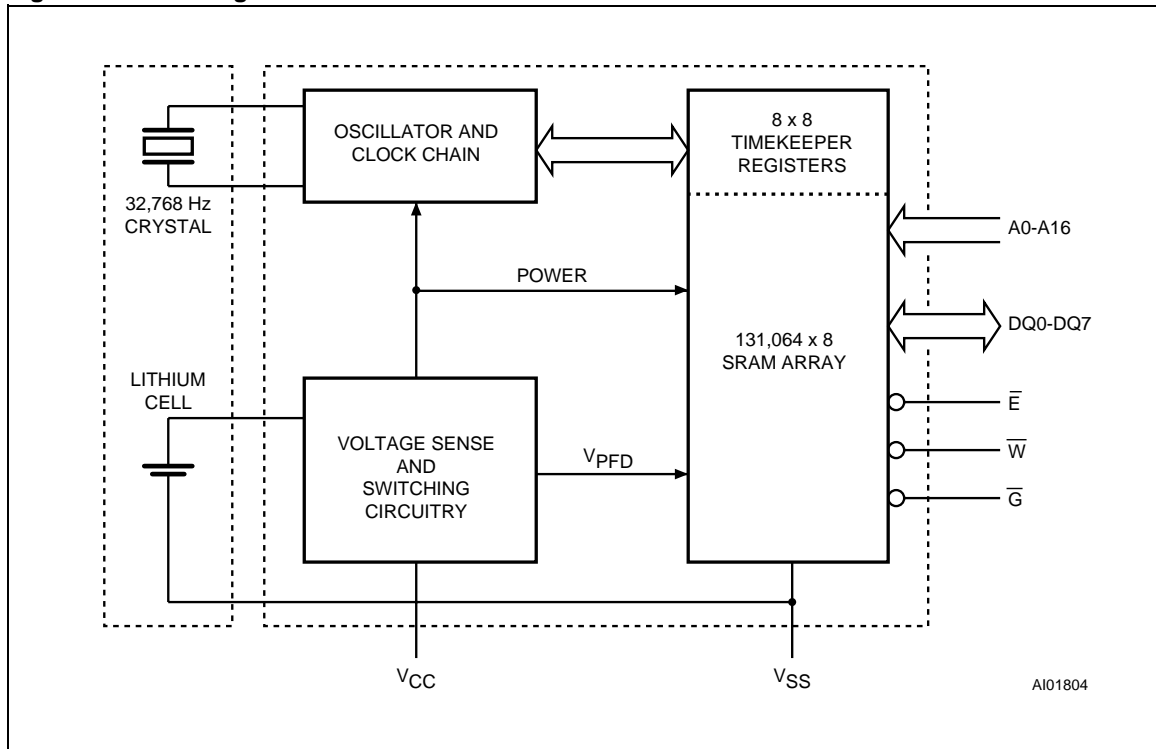 OSCILLATOR AND
CLOCK CHAIN
8 x 8
TIMEKEEPER
REGISTERS
32,768 Hz
CRYSTAL
A0-A16
POWER
DQ0-DQ7
131,064 x 8
SRAM ARRAY
LITHIUM
CELL
E̅
VOLTAGE SENSE
AND
SWITCHING
CIRCUITRY
VPFD
W̅
G̅
VCC
VSS
AI01804